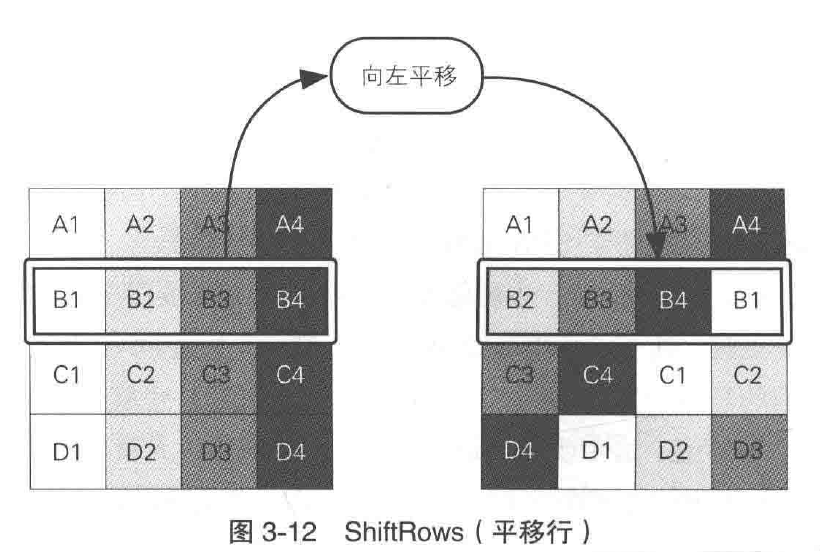 向左平移
A1 A2 A3 A4
B1 B2 B3 B4
C1 C2 C3 C4
D1 D2 D3 D4
A1 A2 A3 A4
B2 B3 B4 B1
C3 C4 C1 C2
D4 D1 D2 D3
图 3-12 ShiftRows（平移行）